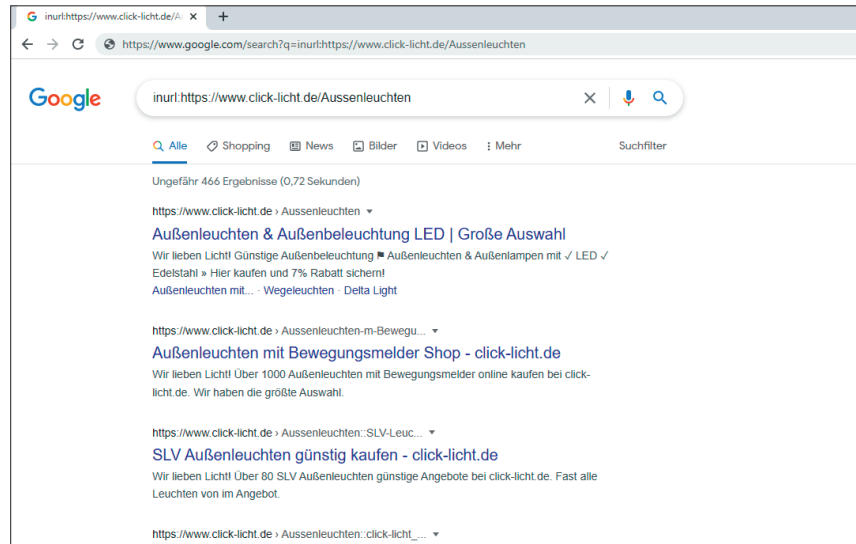 inurl:https://www.click-licht.de/A
https://www.google.com/search?q=inurl:https://www.click-licht.de/Aussenleuchten
Google
inurl:https://www.click-licht.de/Aussenleuchten
Alle Shopping News Bilder Videos Mehr Suchfilter
Ungefähr 466 Ergebnisse (0,72 Sekunden)
https://www.click-licht.de › Aussenleuchten
Außenleuchten & Außenbeleuchtung LED | Große Auswahl
Wir lieben Licht! Günstige Außenbeleuchtung ⚑ Außenleuchten & Außenlampen mit ✓ LED ✓
Edelstahl » Hier kaufen und 7% Rabatt sichern!
Außenleuchten mit... · Wegeleuchten · Delta Light
https://www.click-licht.de › Aussenleuchten-m-Bewegu...
Außenleuchten mit Bewegungsmelder Shop - click-licht.de
Wir lieben Licht! Über 1000 Außenleuchten mit Bewegungsmelder online kaufen bei click-
licht.de. Wir haben die größte Auswahl.
https://www.click-licht.de › Aussenleuchten::SLV-Leuc...
SLV Außenleuchten günstig kaufen - click-licht.de
Wir lieben Licht! Über 80 SLV Außenleuchten günstige Angebote bei click-licht.de. Fast alle
Leuchten von im Angebot.
https://www.click-licht.de › Aussenleuchten::click-licht_...